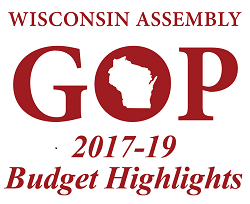 WISCONSIN ASSEMBLY
GOP
2017-19
Budget Highlights